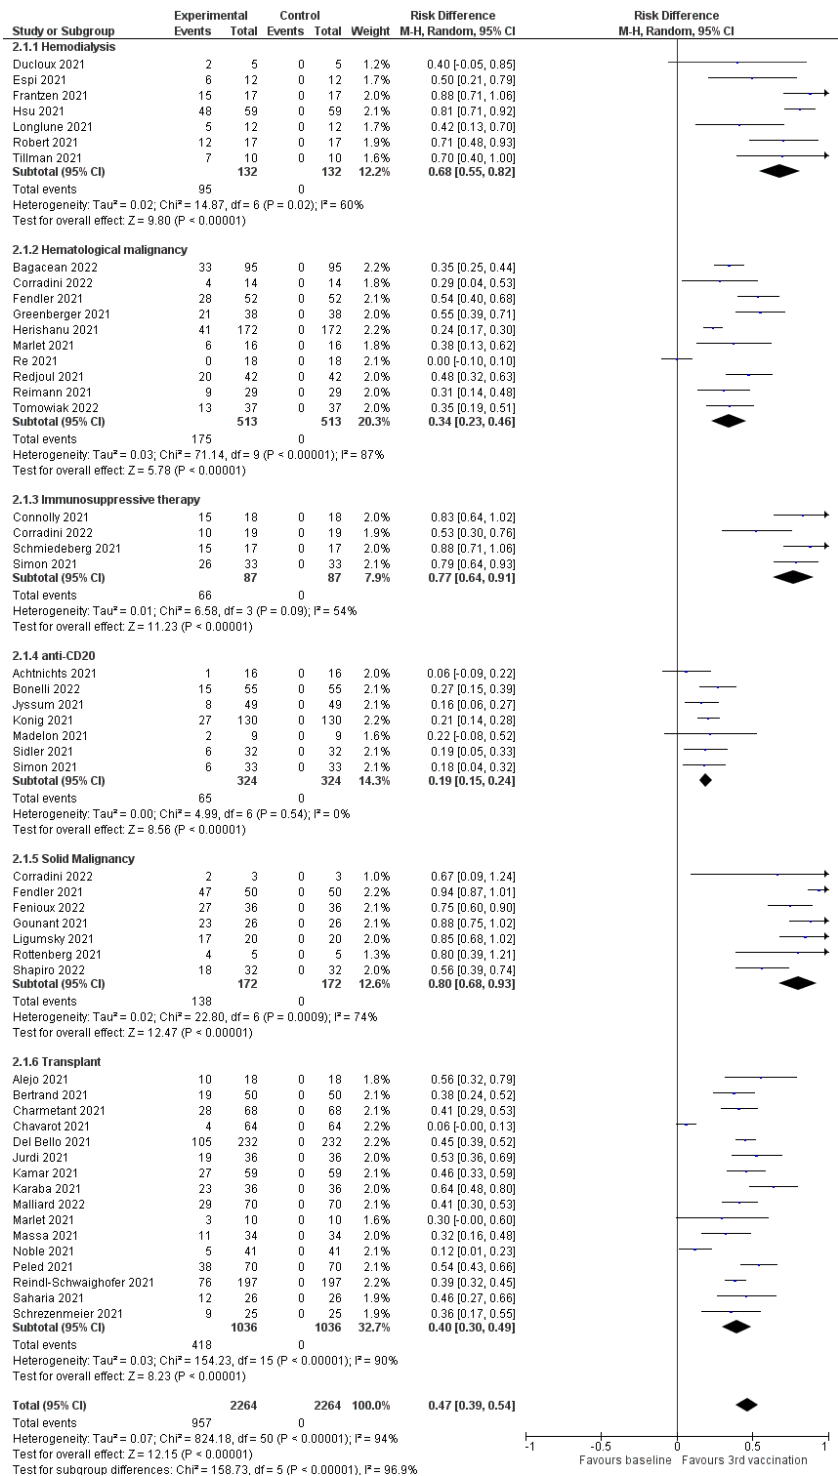 Experimental Control Risk Difference Risk Difference
Study or Subgroup Events Total Events Total Weight M-H, Random, 95% CI M-H, Random, 95% CI
2.1.1 Hemodialysis
Ducloux 2021 2 5 0 5 1.2% 0.40 [-0.05, 0.85]
Espi 2021 6 12 0 12 1.7% 0.50 [0.21, 0.79]
Frantzen 2021 15 17 0 17 2.0% 0.88 [0.71, 1.06]
Hsu 2021 48 59 0 59 2.1% 0.81 [0.71, 0.92]
Longlune 2021 5 12 0 12 1.7% 0.42 [0.13, 0.70]
Robert 2021 12 17 0 17 1.9% 0.71 [0.48, 0.93]
Tillman 2021 7 10 0 10 1.6% 0.70 [0.40, 1.00]
Subtotal (95% CI) 132 132 12.2% 0.68 [0.55, 0.82]
Total events 95 0
Heterogeneity: Tau² = 0.02; Chi² = 14.87, df = 6 (P = 0.02); I² = 60%
Test for overall effect: Z = 9.80 (P < 0.00001)
2.1.2 Hematological malignancy
Bagacean 2022 33 95 0 95 2.2% 0.35 [0.25, 0.44]
Corradini 2022 4 14 0 14 1.8% 0.29 [0.04, 0.53]
Fendler 2021 28 52 0 52 2.1% 0.54 [0.40, 0.68]
Greenberger 2021 21 38 0 38 2.0% 0.55 [0.39, 0.71]
Herishanu 2021 41 172 0 172 2.2% 0.24 [0.17, 0.30]
Marlet 2021 6 16 0 16 1.8% 0.38 [0.13, 0.62]
Re 2021 0 18 0 18 2.1% 0.00 [-0.10, 0.10]
Redjoul 2021 20 42 0 42 2.1% 0.48 [0.32, 0.63]
Reimann 2021 9 29 0 29 2.0% 0.31 [0.14, 0.48]
Tomowiak 2022 13 37 0 37 2.0% 0.35 [0.19, 0.51]
Subtotal (95% CI) 513 513 20.3% 0.34 [0.23, 0.46]
Total events 175 0
Heterogeneity: Tau² = 0.03; Chi² = 71.14, df = 9 (P < 0.00001); I² = 87%
Test for overall effect: Z = 5.78 (P < 0.00001)
2.1.3 Immunosuppressive therapy
Connolly 2021 15 18 0 18 2.0% 0.83 [0.64, 1.02]
Corradini 2022 10 19 0 19 1.9% 0.53 [0.30, 0.76]
Schmiedeberg 2021 15 17 0 17 2.0% 0.88 [0.71, 1.06]
Simon 2021 26 33 0 33 2.1% 0.79 [0.64, 0.93]
Subtotal (95% CI) 87 87 7.9% 0.77 [0.64, 0.91]
Total events 66 0
Heterogeneity: Tau² = 0.01; Chi² = 6.58, df = 3 (P = 0.09); I² = 54%
Test for overall effect: Z = 11.23 (P < 0.00001)
2.1.4 anti-CD20
Achtnichts 2021 1 16 0 16 2.0% 0.06 [-0.09, 0.22]
Bonelli 2022 15 55 0 55 2.1% 0.27 [0.15, 0.39]
Jyssum 2021 8 49 0 49 2.1% 0.16 [0.06, 0.27]
Konig 2021 27 130 0 130 2.2% 0.21 [0.14, 0.28]
Madelon 2021 2 9 0 9 1.6% 0.22 [-0.08, 0.52]
Sidler 2021 6 32 0 32 2.1% 0.19 [0.05, 0.33]
Simon 2021 6 33 0 33 2.1% 0.18 [0.04, 0.32]
Subtotal (95% CI) 324 324 14.3% 0.19 [0.15, 0.24]
Total events 65 0
Heterogeneity: Tau² = 0.00; Chi² = 4.99, df = 6 (P = 0.54); I² = 0%
Test for overall effect: Z = 8.56 (P < 0.00001)
2.1.5 Solid Malignancy
Corradini 2022 2 3 0 3 1.0% 0.67 [0.09, 1.24]
Fendler 2021 47 50 0 50 2.2% 0.94 [0.87, 1.01]
Fenioux 2022 27 36 0 36 2.1% 0.75 [0.60, 0.90]
Gounant 2021 23 26 0 26 2.1% 0.88 [0.75, 1.02]
Ligumsky 2021 17 20 0 20 2.0% 0.85 [0.68, 1.02]
Rottenberg 2021 4 5 0 5 1.3% 0.80 [0.39, 1.21]
Shapiro 2022 18 32 0 32 2.0% 0.56 [0.39, 0.74]
Subtotal (95% CI) 172 172 12.6% 0.80 [0.68, 0.93]
Total events 138 0
Heterogeneity: Tau² = 0.02; Chi² = 22.80, df = 6 (P = 0.0009); I² = 74%
Test for overall effect: Z = 12.47 (P < 0.00001)
2.1.6 Transplant
Alejo 2021 10 18 0 18 1.8% 0.56 [0.32, 0.79]
Bertrand 2021 19 50 0 50 2.1% 0.38 [0.24, 0.52]
Charmetant 2021 28 68 0 68 2.1% 0.41 [0.29, 0.53]
Chavarot 2021 4 64 0 64 2.2% 0.06 [-0.00, 0.13]
Del Bello 2021 105 232 0 232 2.2% 0.45 [0.39, 0.52]
Jurdi 2021 19 36 0 36 2.0% 0.53 [0.36, 0.69]
Kamar 2021 27 59 0 59 2.1% 0.46 [0.33, 0.59]
Karaba 2021 23 36 0 36 2.0% 0.64 [0.48, 0.80]
Malliard 2022 29 70 0 70 2.1% 0.41 [0.30, 0.53]
Marlet 2021 3 10 0 10 1.6% 0.30 [-0.00, 0.60]
Massa 2021 11 34 0 34 2.0% 0.32 [0.16, 0.48]
Noble 2021 5 41 0 41 2.1% 0.12 [0.01, 0.23]
Peled 2021 38 70 0 70 2.1% 0.54 [0.43, 0.66]
Reindl-Schwaighofer 2021 76 197 0 197 2.2% 0.39 [0.32, 0.45]
Saharia 2021 12 26 0 26 1.9% 0.46 [0.27, 0.66]
Schrezenmeier 2021 9 25 0 25 1.9% 0.36 [0.17, 0.55]
Subtotal (95% CI) 1036 1036 32.7% 0.40 [0.30, 0.49]
Total events 418 0
Heterogeneity: Tau² = 0.03; Chi² = 154.23, df = 15 (P < 0.00001); I² = 90%
Test for overall effect: Z = 8.23 (P < 0.00001)
Total (95% CI) 2264 2264 100.0% 0.47 [0.39, 0.54]
Total events 957 0
Heterogeneity: Tau² = 0.07; Chi² = 824.18, df = 50 (P < 0.00001); I² = 94%
Test for overall effect: Z = 12.15 (P < 0.00001)
Test for subgroup differences: Chi² = 158.73, df = 5 (P < 0.00001), I² = 96.9%
-1 -0.5 0 0.5 1
Favours baseline Favours 3rd vaccination